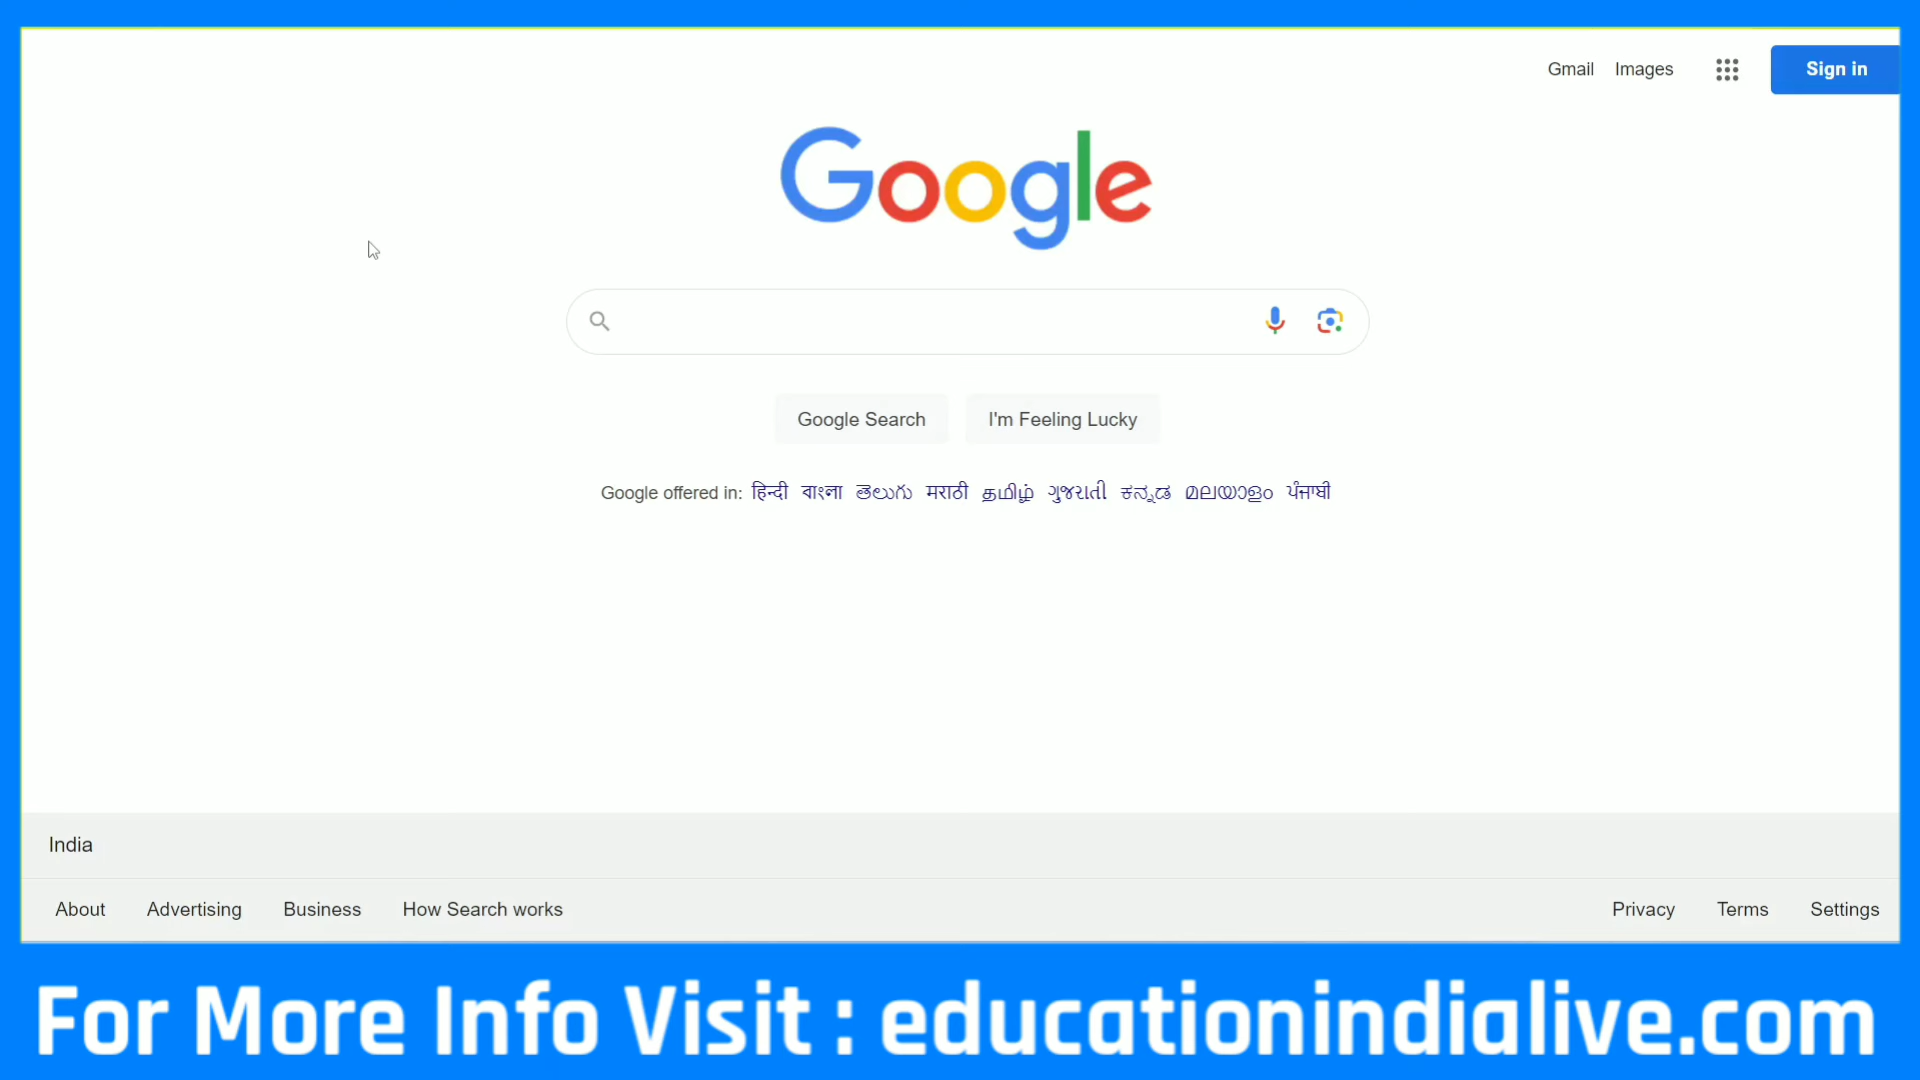 Gmail Images Sign in
Google
Google Search I'm Feeling Lucky
Google offered in: हिन्दी বাংলা తెలుగు मराठी தமிழ் ગુજરાતી ಕನ್ನಡ മലയാളം ਪੰਜਾਬੀ
India
About Advertising Business How Search works Privacy Terms Settings
For More Info Visit : educationindialive.com